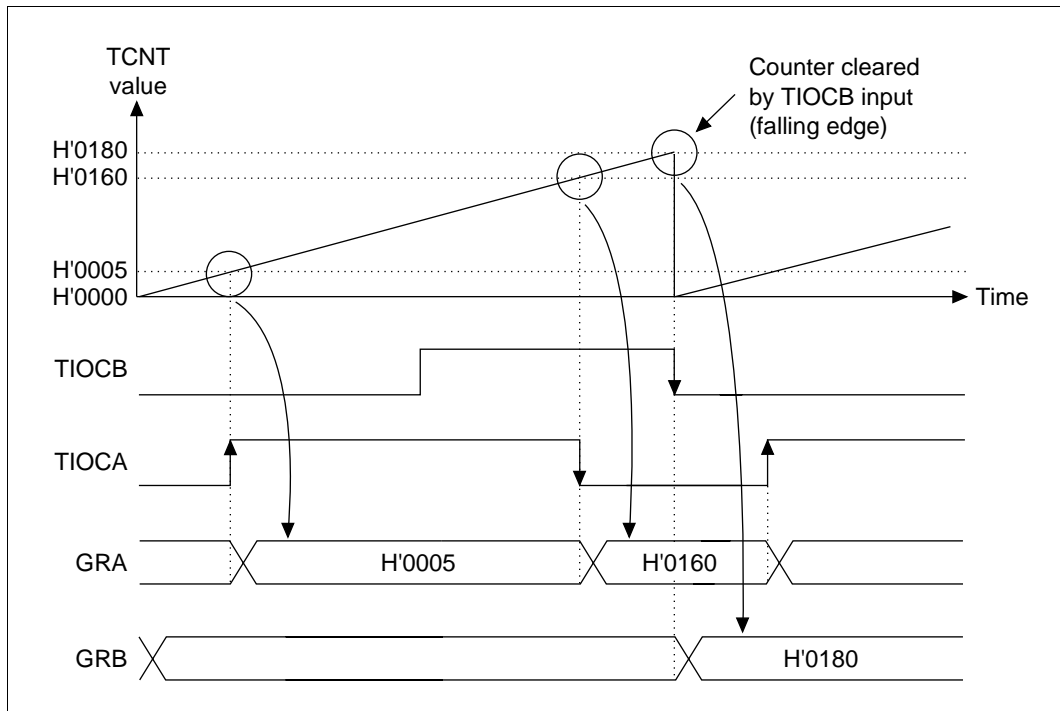 TCNT
value
Counter cleared
by TIOCB input
(falling edge)
H'0180
H'0160
H'0005
H'0000
Time
TIOCB
TIOCA
GRA
H'0005
H'0160
GRB
H'0180